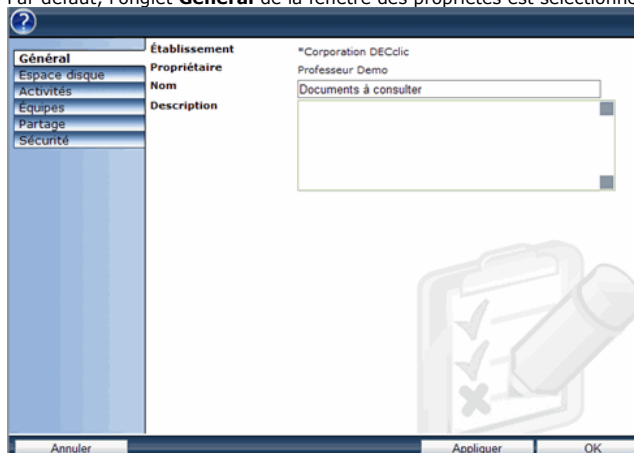 Par défaut, l'onglet Général de la fenêtre des propriétés est sélectionné
?
Général
Espace disque
Activités
Équipes
Partage
Sécurité
Établissement *Corporation DECclic
Propriétaire Professeur Demo
Nom Documents à consulter
Description
Annuler Appliquer OK